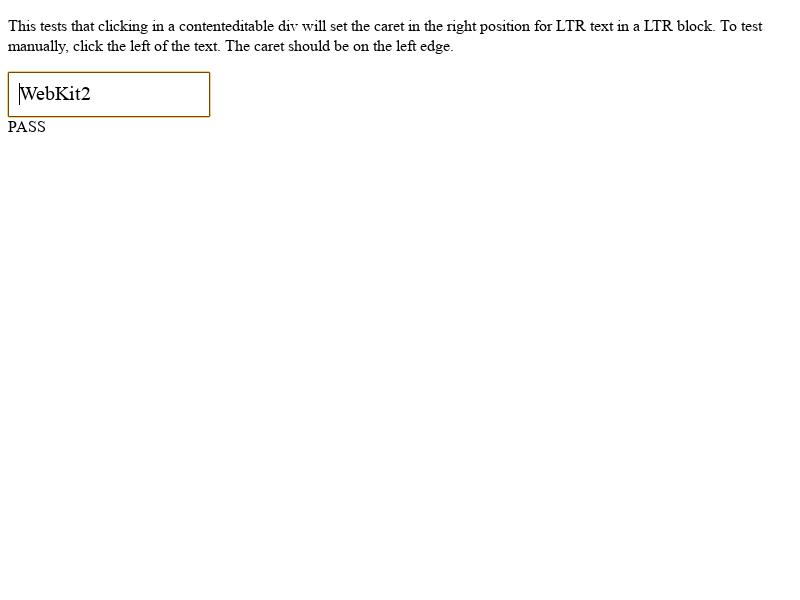 This tests that clicking in a contenteditable div will set the caret in the right position for LTR text in a LTR block. To test
manually, click the left of the text. The caret should be on the left edge.
WebKit2
PASS